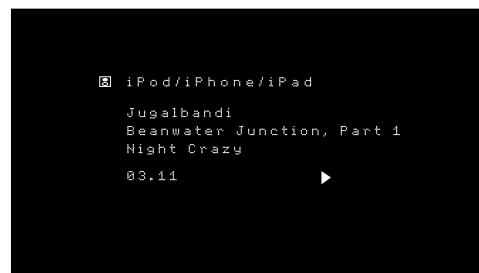 iPod/iPhone/iPad
Jugalbandi
Beanwater Junction, Part 1
Night Crazy
03.11